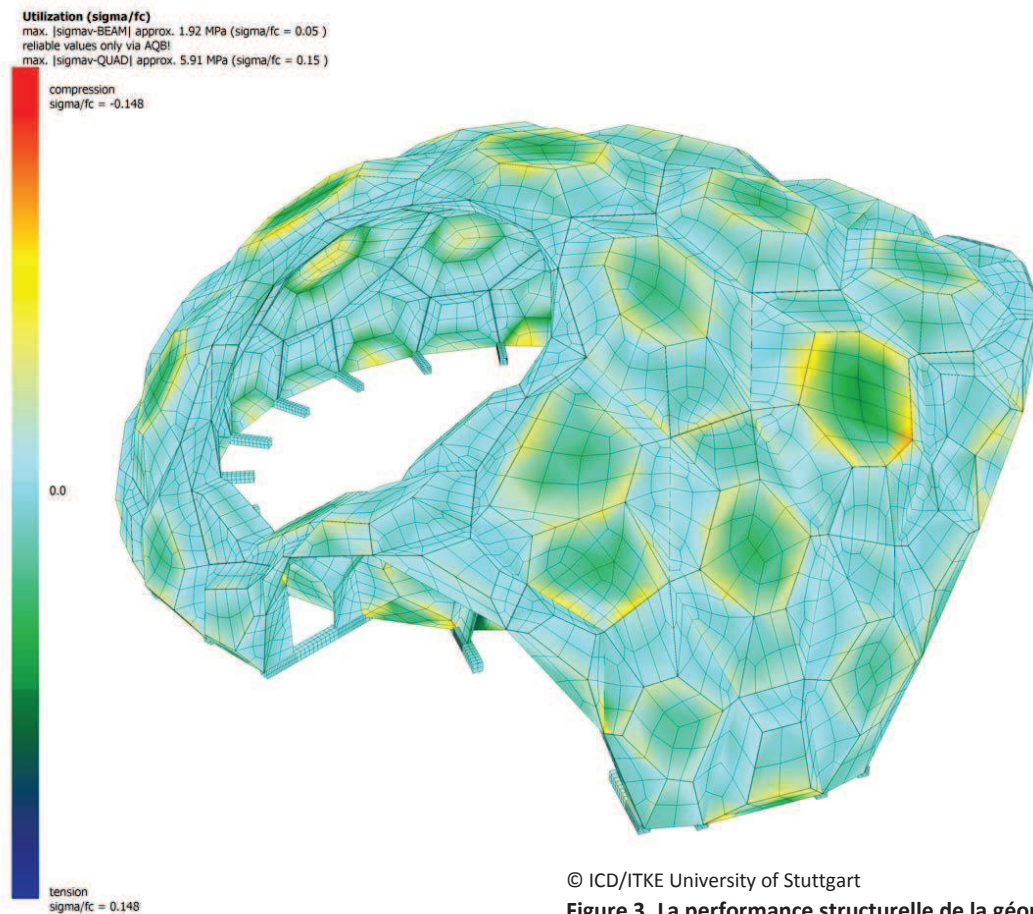 Utilization (sigma/fc)
max. |sigmav-BEAM| approx. 1.92 MPa (sigma/fc = 0.05 )
reliable values only via AQB!
max. |sigmav-QUAD| approx. 5.91 MPa (sigma/fc = 0.15 )
compression
sigma/fc = -0.148
0.0
tension
sigma/fc = 0.148
© ICD/ITKE University of Stuttgart
Figure 3. La performance structurelle de la